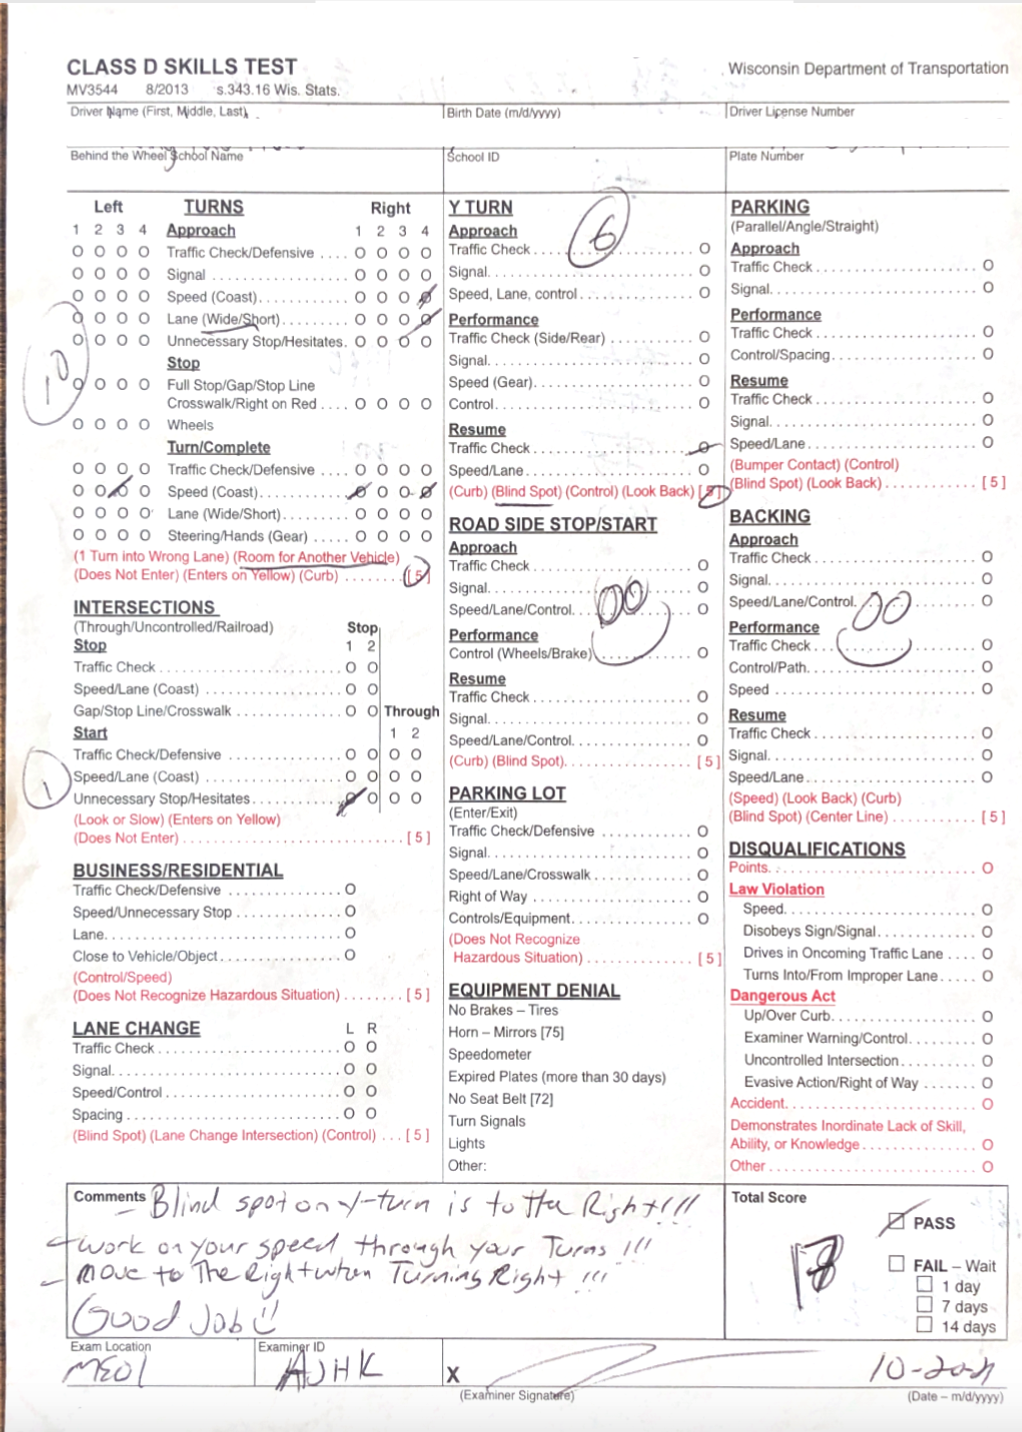 CLASS D SKILLS TEST
MV3544 8/2013 s.343.16 Wis. Stats.
Wisconsin Department of Transportation
Driver Name (First, Middle, Last)
Birth Date (m/d/yyyy)
Driver License Number
Behind the Wheel School Name
School ID
Plate Number
Left TURNS Right
1 2 3 4 Approach 1 2 3 4
O O O O Traffic Check/Defensive .... O O O O
O O O O Signal .... O O O O
O O O O Speed (Coast) .... O O O O
O O O O Lane (Wide/Short) .... O O O O
O O O O Unnecessary Stop/Hesitates. O O O O
10
Stop
O O O O Full Stop/Gap/Stop Line
Crosswalk/Right on Red .... O O O O
O O O O Wheels
Turn/Complete
O O O O Traffic Check/Defensive .... O O O O
O O O O Speed (Coast) .... O O O O
O O O O Lane (Wide/Short) .... O O O O
O O O O Steering/Hands (Gear) .... O O O O
(1 Turn into Wrong Lane) (Room for Another Vehicle)
(Does Not Enter) (Enters on Yellow) (Curb) .... [5]
INTERSECTIONS
(Through/Uncontrolled/Railroad) Stop
Stop 1 2
Traffic Check .... O O
Speed/Lane (Coast) .... O O
Gap/Stop Line/Crosswalk .... O O Through
Start 1 2
Traffic Check/Defensive .... O O O O
Speed/Lane (Coast) .... O O O O
1
Unnecessary Stop/Hesitates .... O O O O
(Look or Slow) (Enters on Yellow)
(Does Not Enter) .... [5]
BUSINESS/RESIDENTIAL
Traffic Check/Defensive .... O
Speed/Unnecessary Stop .... O
Lane .... O
Close to Vehicle/Object .... O
(Control/Speed)
(Does Not Recognize Hazardous Situation) .... [5]
LANE CHANGE L R
Traffic Check .... O O
Signal .... O O
Speed/Control .... O O
Spacing .... O O
(Blind Spot) (Lane Change Intersection) (Control) ... [5]
Y TURN
6
Approach
Traffic Check .... O
Signal .... O
Speed, Lane, control .... O
Performance
Traffic Check (Side/Rear) .... O
Signal .... O
Speed (Gear) .... O
Control .... O
Resume
Traffic Check .... O
Speed/Lane .... O
(Curb) (Blind Spot) (Control) (Look Back) [5]
ROAD SIDE STOP/START
Approach
Traffic Check .... O
Signal .... O
Speed/Lane/Control .... O
00
Performance
Control (Wheels/Brake) .... O
Resume
Traffic Check .... O
Signal .... O
Speed/Lane/Control .... O
(Curb) (Blind Spot) .... [5]
PARKING LOT
(Enter/Exit)
Traffic Check/Defensive .... O
Signal .... O
Speed/Lane/Crosswalk .... O
Right of Way .... O
Controls/Equipment .... O
(Does Not Recognize
Hazardous Situation) .... [5]
EQUIPMENT DENIAL
No Brakes – Tires
Horn – Mirrors [75]
Speedometer
Expired Plates (more than 30 days)
No Seat Belt [72]
Turn Signals
Lights
Other:
PARKING
(Parallel/Angle/Straight)
Approach
Traffic Check .... O
Signal .... O
Performance
Traffic Check .... O
Control/Spacing .... O
Resume
Traffic Check .... O
Signal .... O
Speed/Lane .... O
(Bumper Contact) (Control)
(Blind Spot) (Look Back) .... [5]
BACKING
Approach
Traffic Check .... O
Signal .... O
Speed/Lane/Control .... O
00
Performance
Traffic Check .... O
Control/Path .... O
Speed .... O
Resume
Traffic Check .... O
Signal .... O
Speed/Lane .... O
(Speed) (Look Back) (Curb)
(Blind Spot) (Center Line) .... [5]
DISQUALIFICATIONS
Points .... O
Law Violation
Speed .... O
Disobeys Sign/Signal .... O
Drives in Oncoming Traffic Lane .... O
Turns Into/From Improper Lane .... O
Dangerous Act
Up/Over Curb .... O
Examiner Warning/Control .... O
Uncontrolled Intersection .... O
Evasive Action/Right of Way .... O
Accident .... O
Demonstrates Inordinate Lack of Skill,
Ability, or Knowledge .... O
Other .... O
Comments – Blind spot on y-turn is to the Right!!!
– work on your speed through your Turns !!!
– Move to The Right when Turning Right !!!
Good Job
Total Score
18
PASS
FAIL – Wait
1 day
7 days
14 days
Exam Location
Examiner ID
AJHK
X
(Examiner Signature)
(Date – m/d/yyyy)